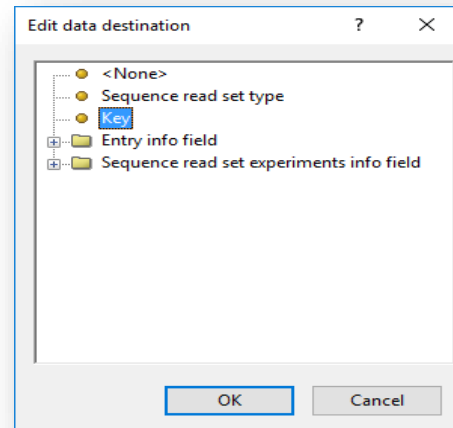 Edit data destination ?
<None>
Sequence read set type
Key
Entry info field
Sequence read set experiments info field
OK Cancel